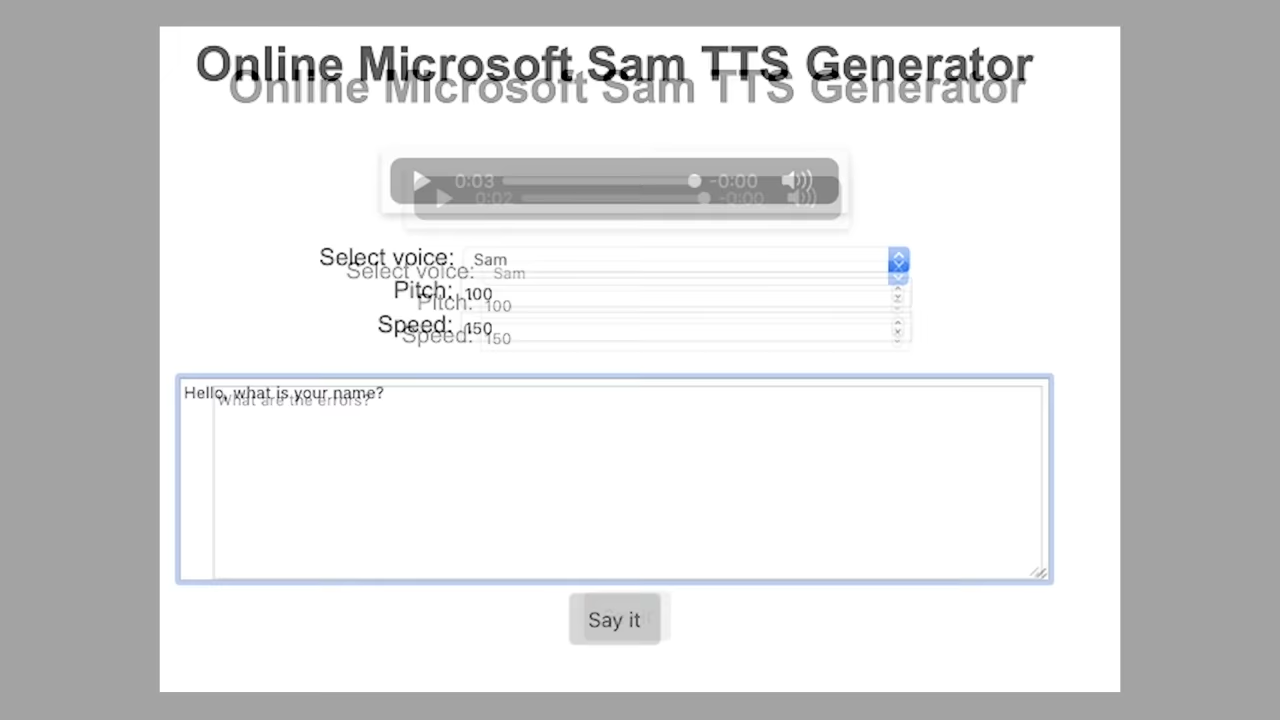 Online Microsoft Sam TTS Generator
Online Microsoft Sam TTS Generator
0:03 -0:00
0:02 -0:00
Select voice: Sam
Select voice: Sam
Pitch: 100
Pitch: 100
Speed: 150
Speed: 150
Hello, what is your name?
What are the errors?
Say it